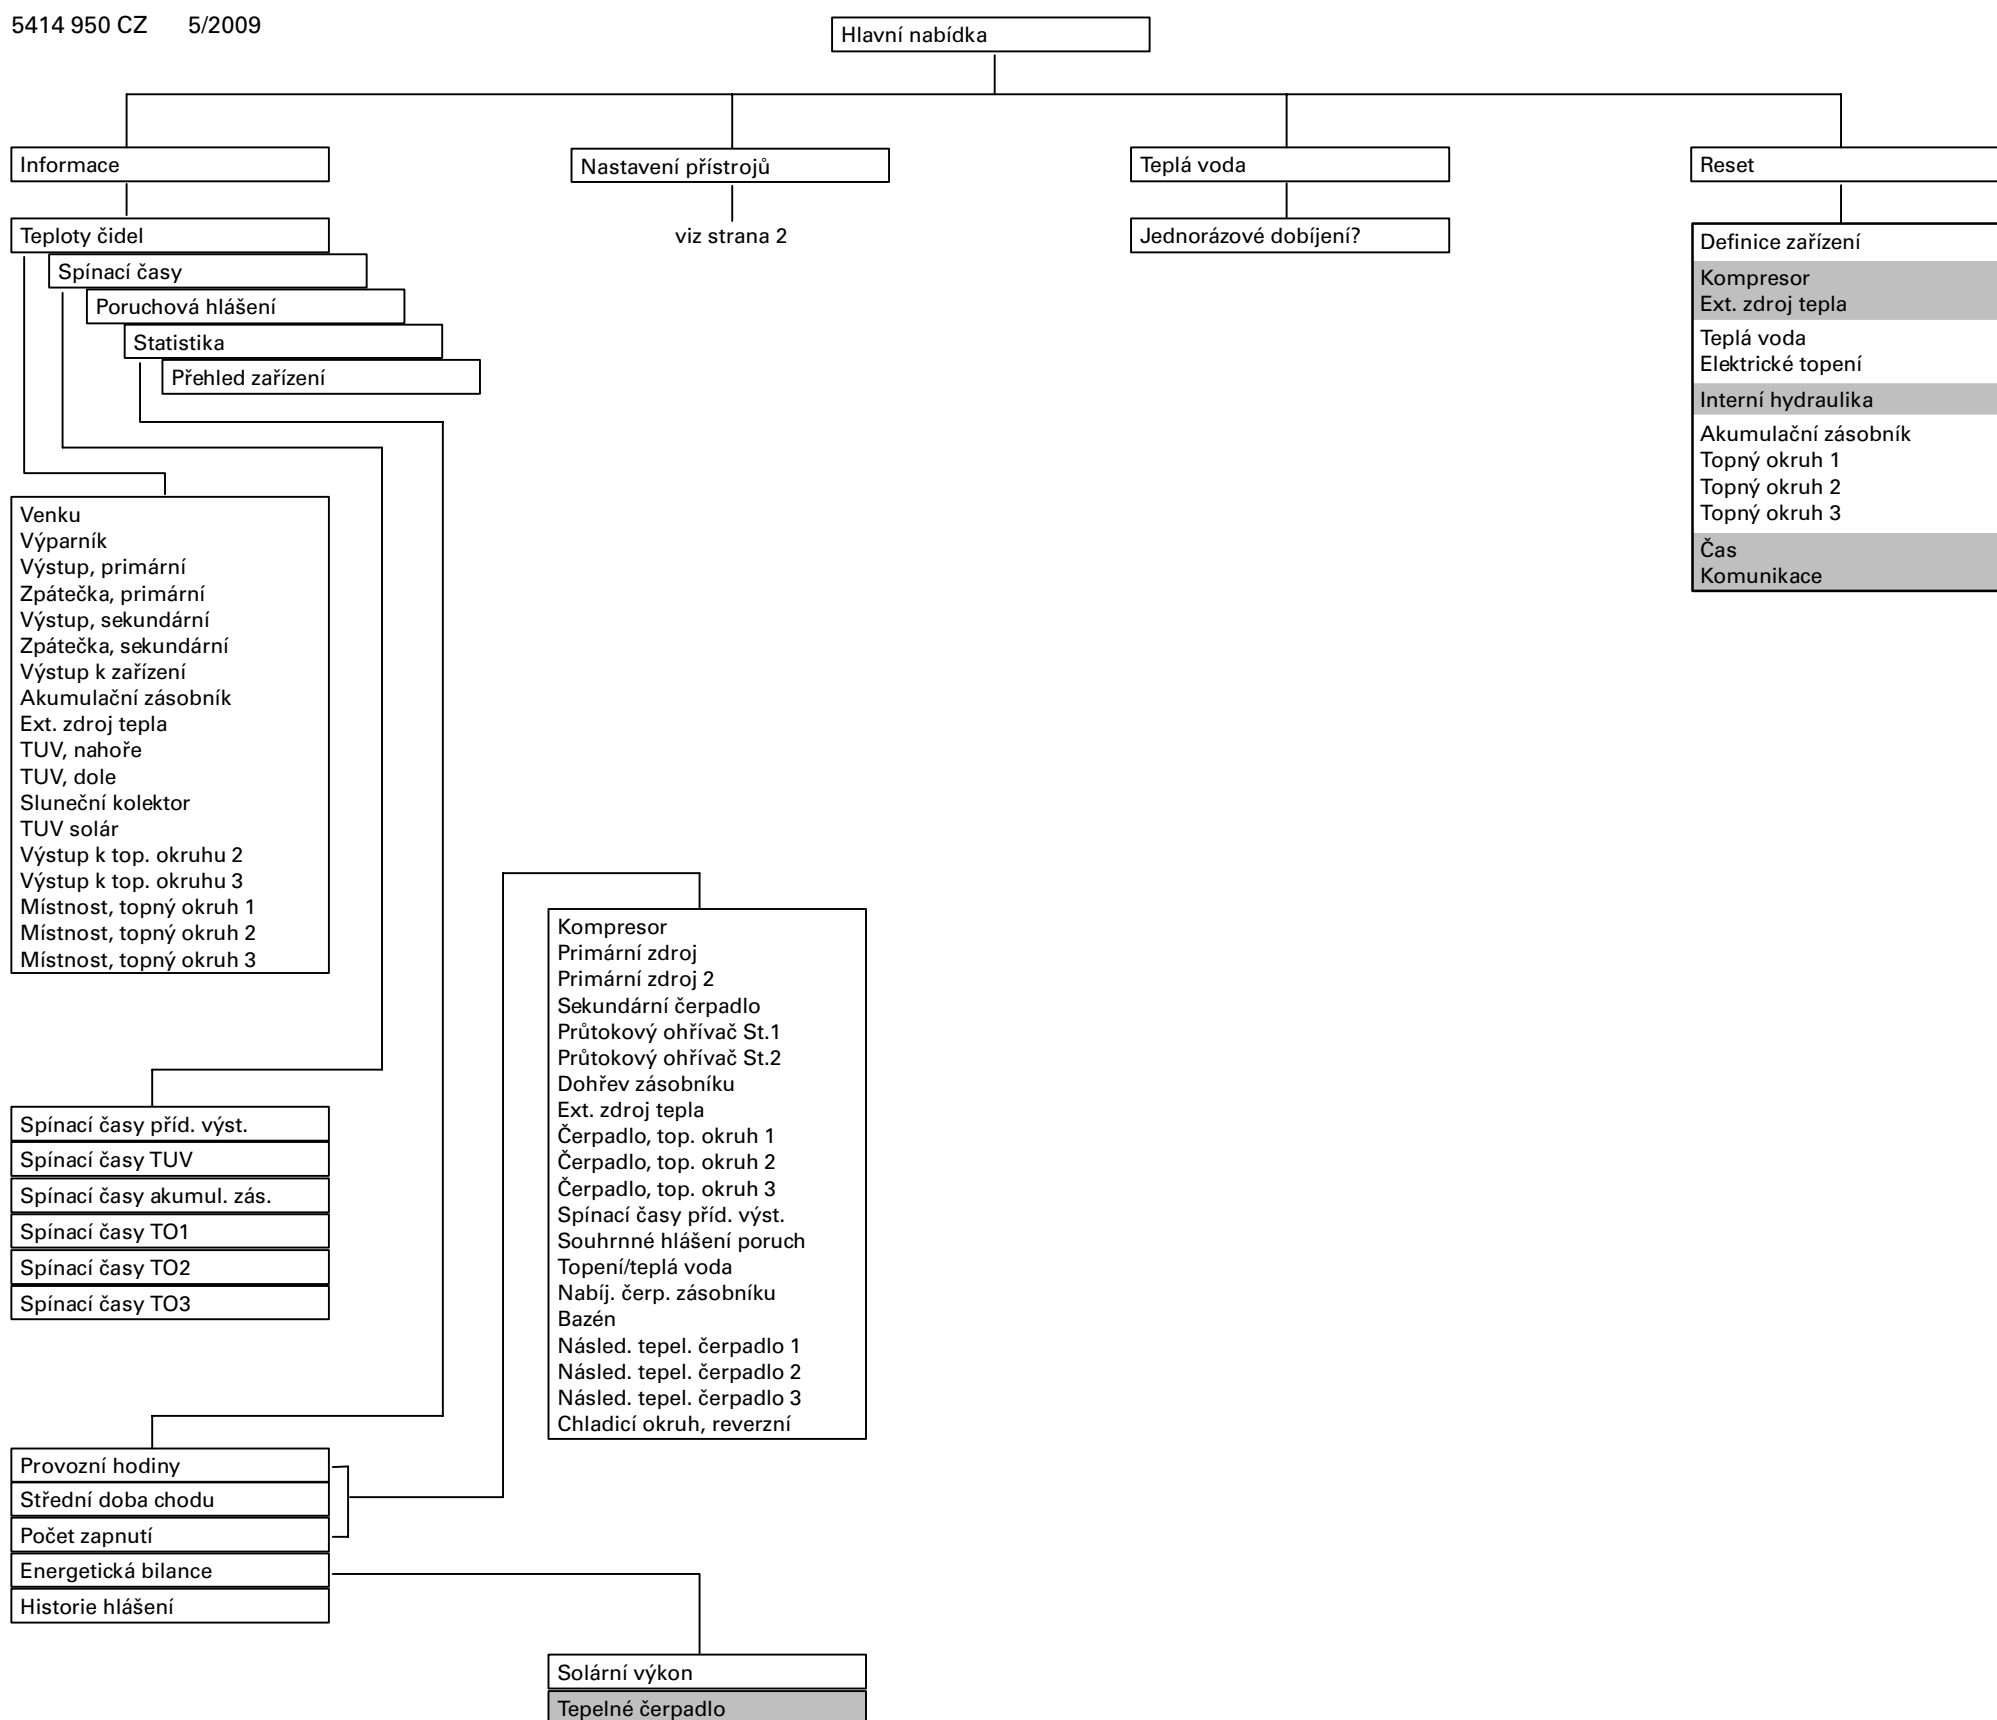 5414 950 CZ 5/2009
Hlavní nabídka
Informace
Nastavení přístrojů
Teplá voda
Reset
Teploty čidel
Spínací časy
Poruchová hlášení
Statistika
Přehled zařízení
viz strana 2
Jednorázové dobíjení?
Definice zařízení
Kompresor
Ext. zdroj tepla
Teplá voda
Elektrické topení
Interní hydraulika
Akumulační zásobník
Topný okruh 1
Topný okruh 2
Topný okruh 3
Čas
Komunikace
Venku
Výparník
Výstup, primární
Zpátečka, primární
Výstup, sekundární
Zpátečka, sekundární
Výstup k zařízení
Akumulační zásobník
Ext. zdroj tepla
TUV, nahoře
TUV, dole
Sluneční kolektor
TUV solár
Výstup k top. okruhu 2
Výstup k top. okruhu 3
Místnost, topný okruh 1
Místnost, topný okruh 2
Místnost, topný okruh 3
Kompresor
Primární zdroj
Primární zdroj 2
Sekundární čerpadlo
Průtokový ohřívač St.1
Průtokový ohřívač St.2
Dohřev zásobníku
Ext. zdroj tepla
Čerpadlo, top. okruh 1
Čerpadlo, top. okruh 2
Čerpadlo, top. okruh 3
Spínací časy příd. výst.
Souhrnné hlášení poruch
Topení/teplá voda
Nabíj. čerp. zásobníku
Bazén
Násled. tepel. čerpadlo 1
Násled. tepel. čerpadlo 2
Násled. tepel. čerpadlo 3
Chladicí okruh, reverzní
Spínací časy příd. výst.
Spínací časy TUV
Spínací časy akumul. zás.
Spínací časy TO1
Spínací časy TO2
Spínací časy TO3
Provozní hodiny
Střední doba chodu
Počet zapnutí
Energetická bilance
Historie hlášení
Solární výkon
Tepelné čerpadlo